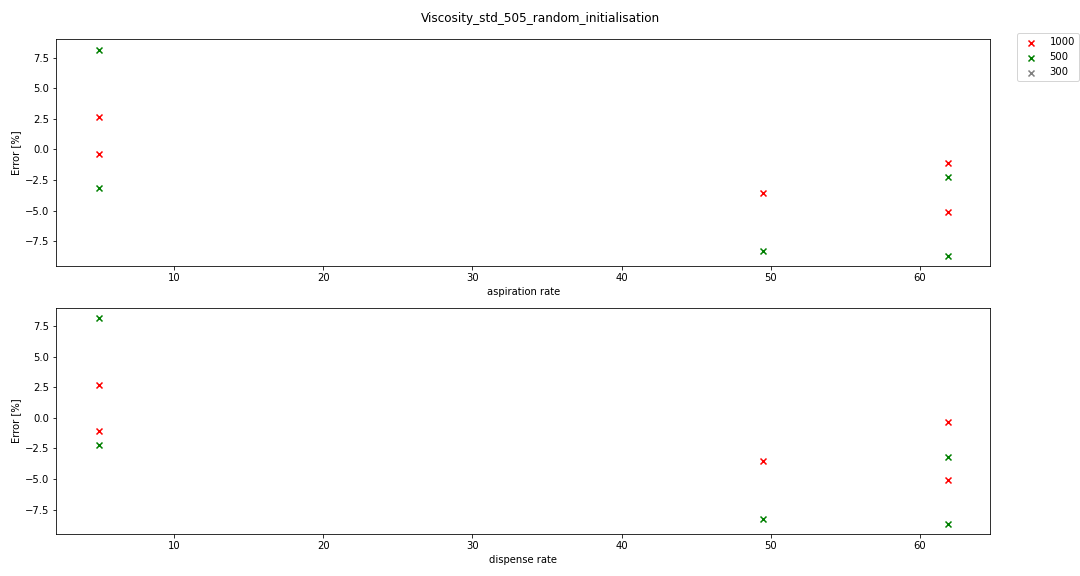 Viscosity_std_505_random_initialisation
1000
500
300
7.5
5.0
2.5
0.0
−2.5
−5.0
−7.5
Error [%]
10 20 30 40 50 60
aspiration rate
7.5
5.0
2.5
0.0
−2.5
−5.0
−7.5
Error [%]
10 20 30 40 50 60
dispense rate